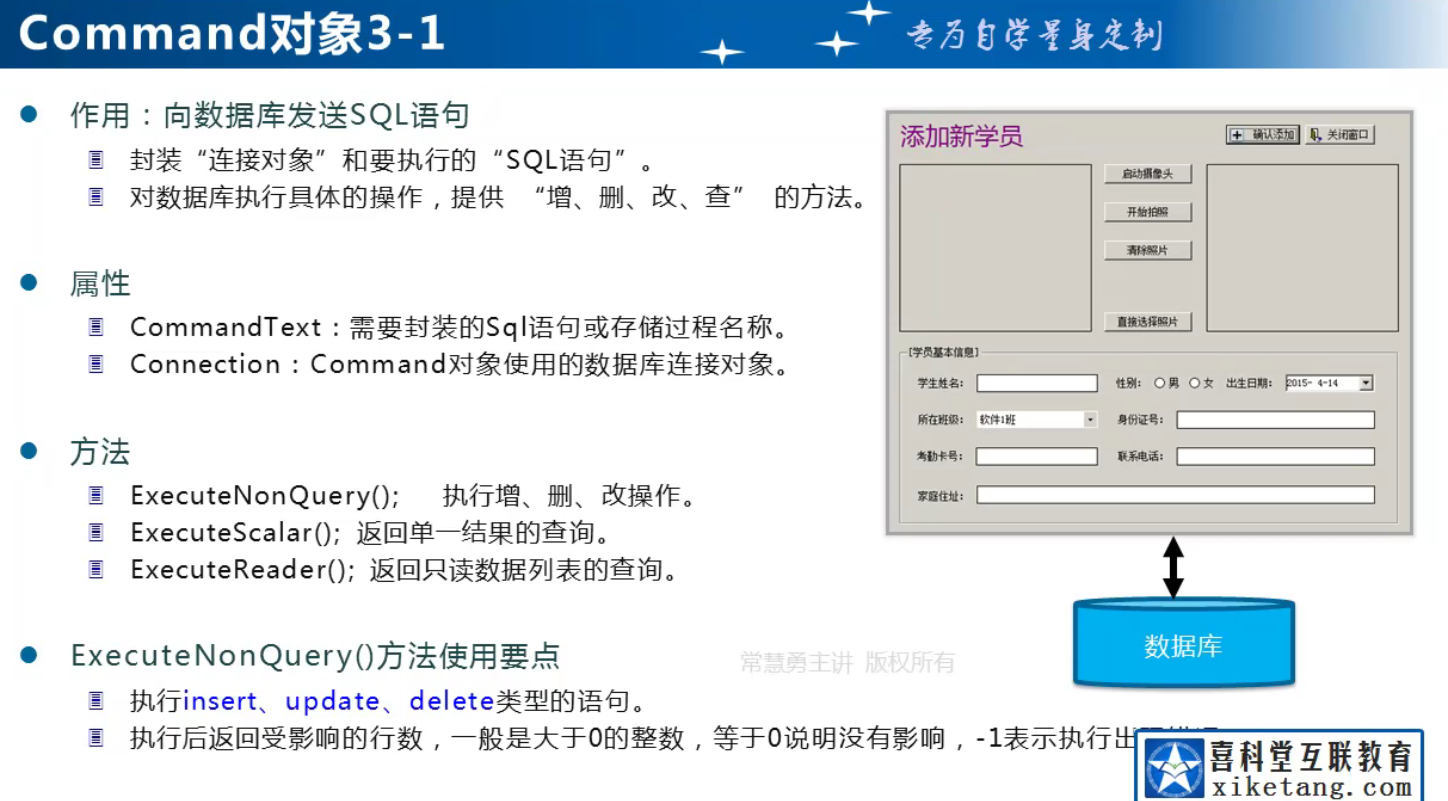 Command对象3-1
专为自学量身定制
作用：向数据库发送SQL语句
封装“连接对象”和要执行的“SQL语句”。
对数据库执行具体的操作，提供 “增、删、改、查” 的方法。
属性
CommandText：需要封装的Sql语句或存储过程名称。
Connection：Command对象使用的数据库连接对象。
方法
ExecuteNonQuery(); 执行增、删、改操作。
ExecuteScalar(); 返回单一结果的查询。
ExecuteReader(); 返回只读数据列表的查询。
ExecuteNonQuery()方法使用要点
执行insert、update、delete类型的语句。
执行后返回受影响的行数，一般是大于0的整数，等于0说明没有影响，-1表示执行出
添加新学员
确认添加 关闭窗口
启动摄像头
开始拍照
清除照片
直接选择照片
[学员基本信息]
学生姓名： 性别： 男 女 出生日期： 2015- 4-14
所在班级： 软件1班 身份证号：
考勤卡号： 联系电话：
家庭住址：
数据库
常慧勇主讲 版权所有
喜科堂互联教育
xiketang.com